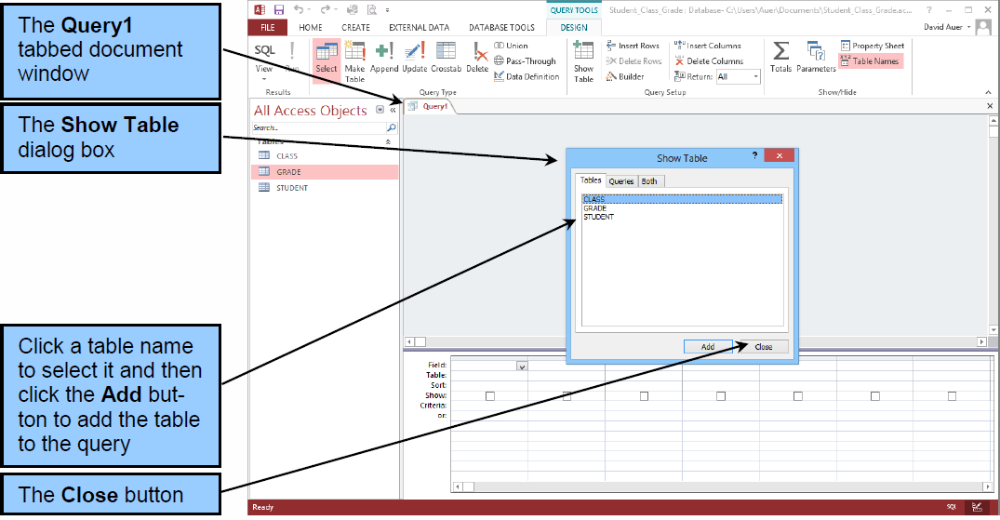 The Query1
tabbed document
window
The Show Table
dialog box
Click a table name
to select it and then
click the Add but-
ton to add the table
to the query
The Close button
QUERY TOOLS
Student_Class_Grade : Database- C:\Users\Auer\Documents\Student_Class_Grade.ac...
?
FILE HOME CREATE EXTERNAL DATA DATABASE TOOLS DESIGN
David Auer
SQL
View
Run
Results
Select
Make
Table
Append
Update
Crosstab
Delete
Union
Pass-Through
Data Definition
Query Type
Show
Table
Insert Rows
Delete Rows
Builder
Insert Columns
Delete Columns
Return: All
Query Setup
Totals
Parameters
Property Sheet
XYZ Table Names
Show/Hide
All Access Objects
Search...
Tables
CLASS
GRADE
STUDENT
Query1
Show Table
?
Tables Queries Both
CLASS
GRADE
STUDENT
Add Close
Field:
Table:
Sort:
Show:
Criteria:
or:
Ready
SQL